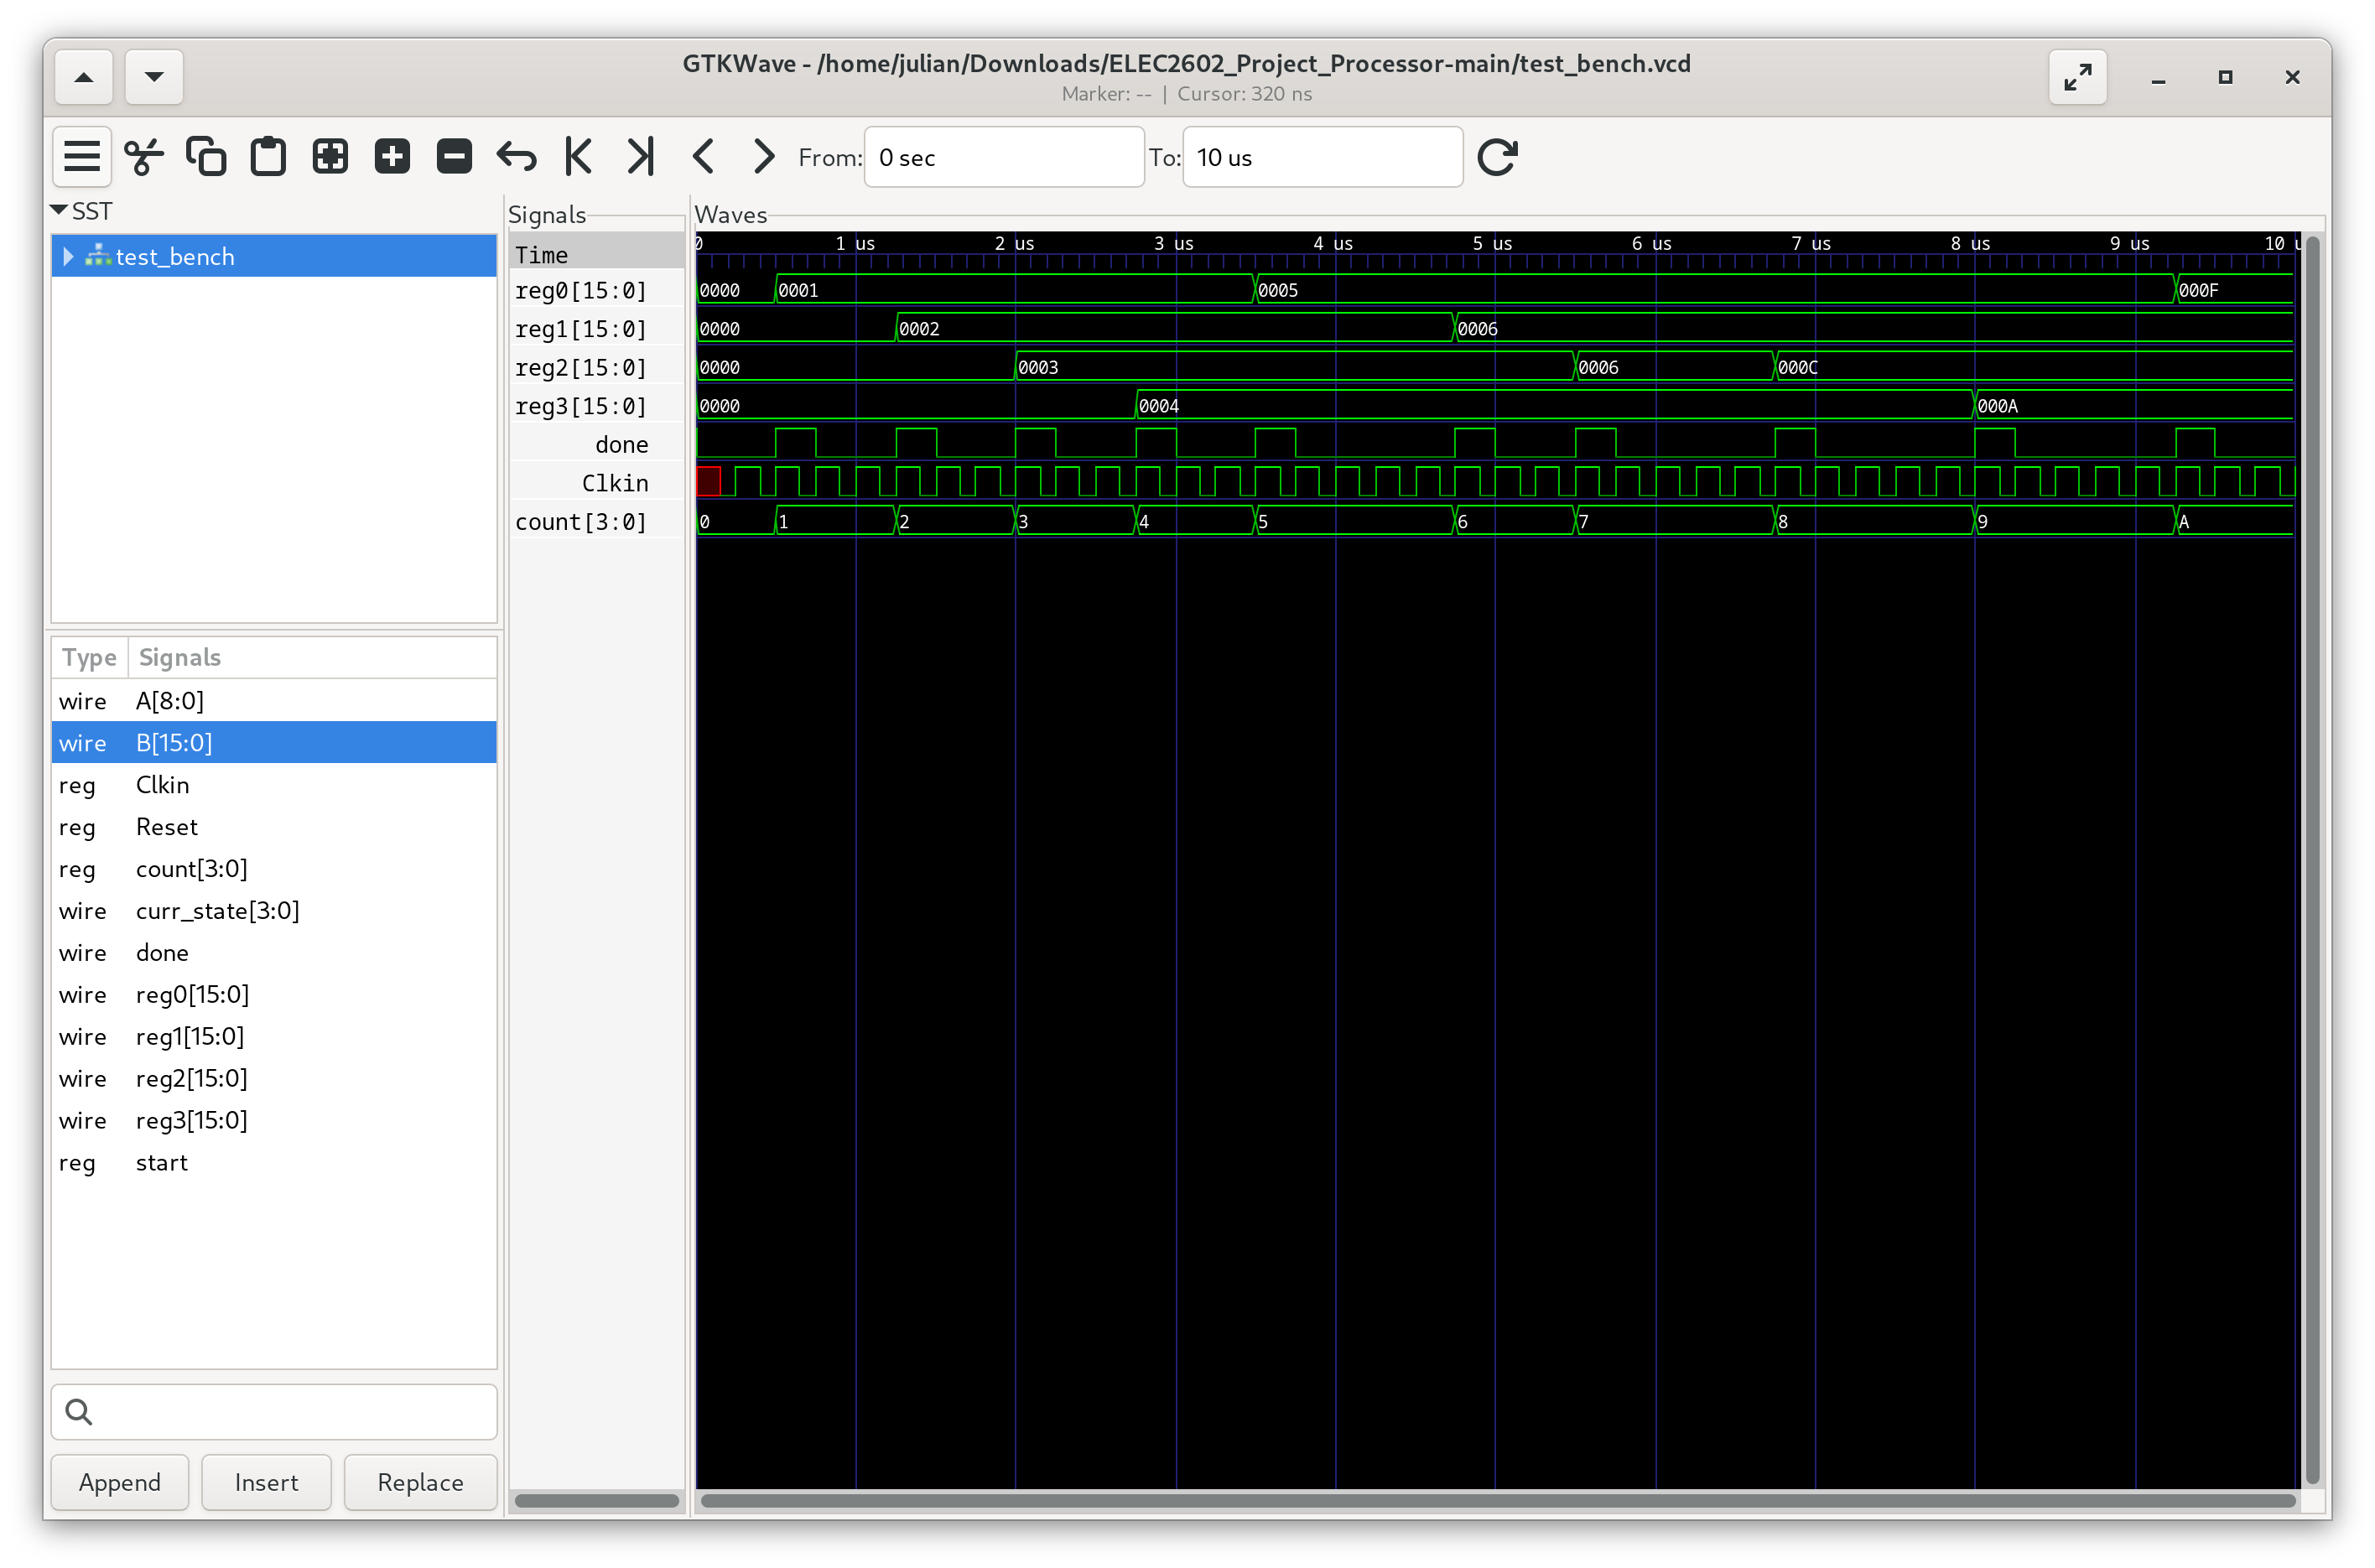 GTKWave - /home/julian/Downloads/ELEC2602_Project_Processor-main/test_bench.vcd
Marker: -- | Cursor: 320 ns
From: 0 sec To: 10 us
SST
test_bench
Type Signals
wire A[8:0]
wire B[15:0]
reg Clkin
reg Reset
reg count[3:0]
wire curr_state[3:0]
wire done
wire reg0[15:0]
wire reg1[15:0]
wire reg2[15:0]
wire reg3[15:0]
reg start
Append Insert Replace
Signals
Time
reg0[15:0]
reg1[15:0]
reg2[15:0]
reg3[15:0]
done
Clkin
count[3:0]
Waves
0 1 us 2 us 3 us 4 us 5 us 6 us 7 us 8 us 9 us 10 u
0000 0001 0005 000F
0000 0002 0006
0000 0003 0006 000C
0000 0004 000A
0 1 2 3 4 5 6 7 8 9 A